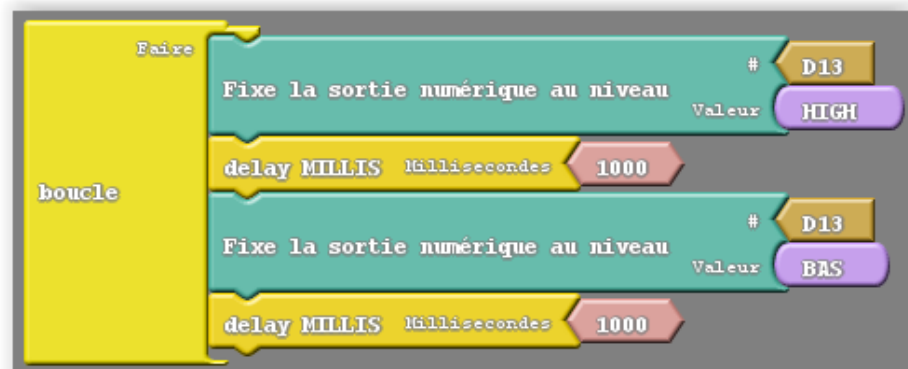 Faire
# D13
Fixe la sortie numérique au niveau
Valeur HIGH
delay MILLIS Millisecondes 1000
boucle
# D13
Fixe la sortie numérique au niveau
Valeur BAS
delay MILLIS Millisecondes 1000